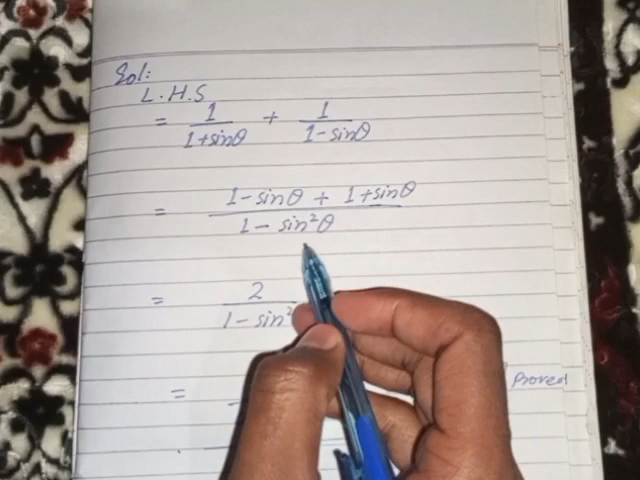 Sol:
L.H.S
= 1/(1+sinθ) + 1/(1-sinθ)
= (1-sinθ + 1+sinθ)/(1-sin²θ)
= 2/(1-sin²
=
Proved